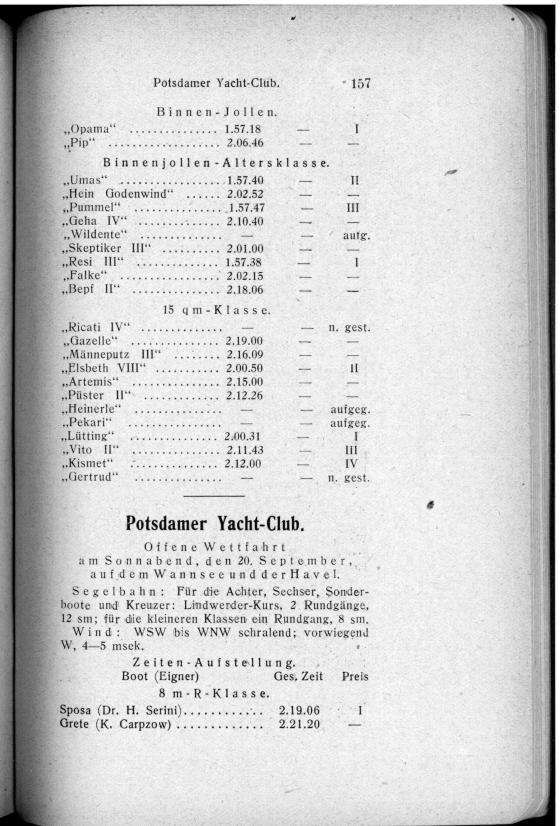 Potsdamer Yacht-Club. 157
Binnen-Jollen.
„Opama“ ............... 1.57.18 — I
„Pip“ ................... 2.06.46 — —
Binnenjollen-Altersklasse.
„Umas“ ................. 1.57.40 — II
„Hein Godenwind“ ...... 2.02.52 — —
„Pummel“ ............... 1.57.47 — III
„Geha IV“ .............. 2.10.40 — —
„Wildente“ .............. — — aufg.
„Skeptiker III“ .......... 2.01.00 — —
„Resi III“ .............. 1.57.38 — I
„Falke“ ................. 2.02.15 — —
„Bepf II“ ............... 2.18.06 — —
15 qm-Klasse.
„Ricati IV“ .............. — — n. gest.
„Gazelle“ ............... 2.19.00 — —
„Männeputz III“ ........ 2.16.09 — —
„Elsbeth VIII“ .......... 2.00.50 — II
„Artemis“ ............... 2.15.00 — —
„Püster II“ .............. 2.12.26 — —
„Heinerle“ ............... — — aufgeg.
„Pekari“ ................ — — aufgeg.
„Lütting“ ............... 2.00.31 — I
„Vito II“ ............... 2.11.43 — III
„Kismet“ ............... 2.12.00 — IV
„Gertrud“ ............... — — n. gest.
Potsdamer Yacht-Club.
Offene Wettfahrt
am Sonnabend, den 20. September,
auf dem Wannsee und der Havel.
Segelbahn: Für die Achter, Sechser, Sonder-
boote und Kreuzer: Lindwerder-Kurs, 2 Rundgänge,
12 sm; für die kleineren Klassen ein Rundgang, 8 sm.
Wind: WSW bis WNW schralend; vorwiegend
W, 4—5 msek.
Zeiten-Aufstellung.
Boot (Eigner) Ges. Zeit Preis
8 m-R-Klasse.
Sposa (Dr. H. Serini)........... 2.19.06 I
Grete (K. Carpzow) ............. 2.21.20 —